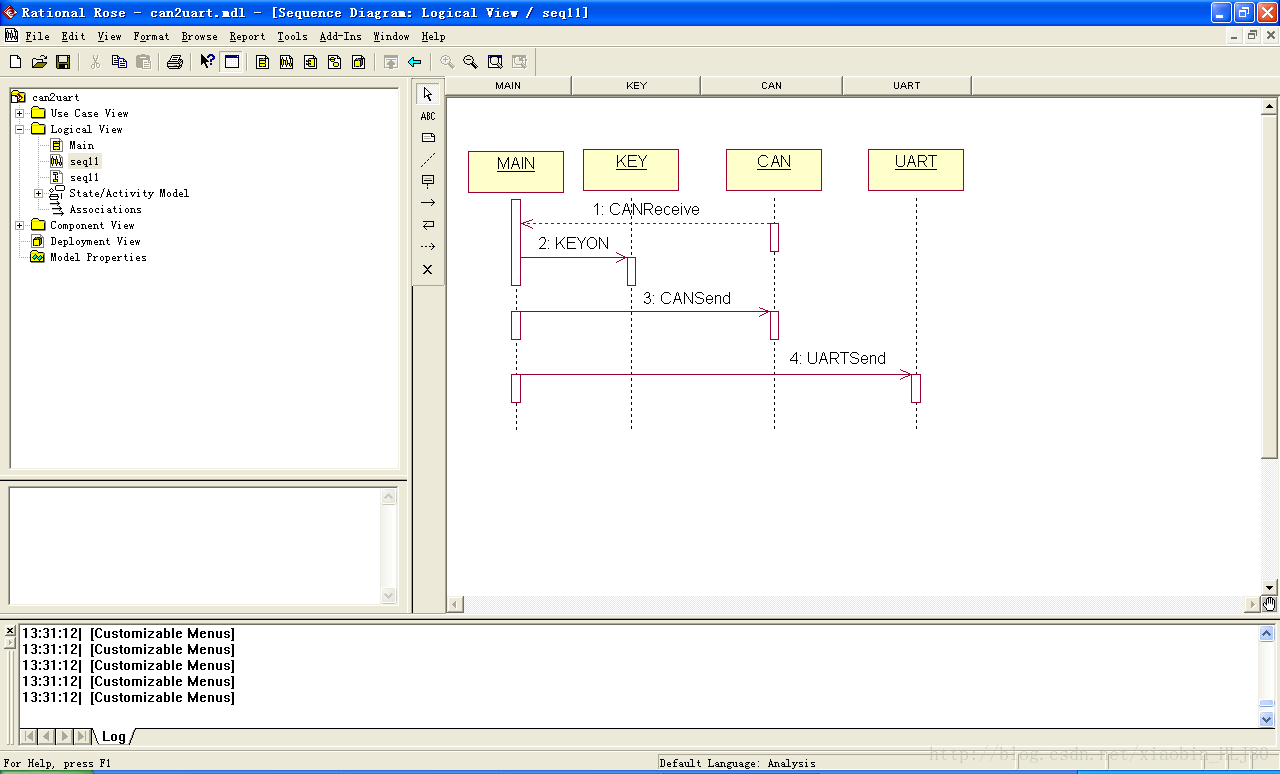 Rational Rose - can2uart.mdl - [Sequence Diagram: Logical View / seq11]
File Edit View Format Browse Report Tools Add-Ins Window Help
can2uart
Use Case View
Logical View
Main
seq11
seq11
State/Activity Model
Associations
Component View
Deployment View
Model Properties
ABC
MAIN KEY CAN UART
MAIN KEY CAN UART
1: CANReceive
2: KEYON
3: CANSend
4: UARTSend
13:31:12| [Customizable Menus]
13:31:12| [Customizable Menus]
13:31:12| [Customizable Menus]
13:31:12| [Customizable Menus]
13:31:12| [Customizable Menus]
Log
For Help, press F1
Default Language: Analysis
http://blog.csdn.net/xiaobin_HLJ80